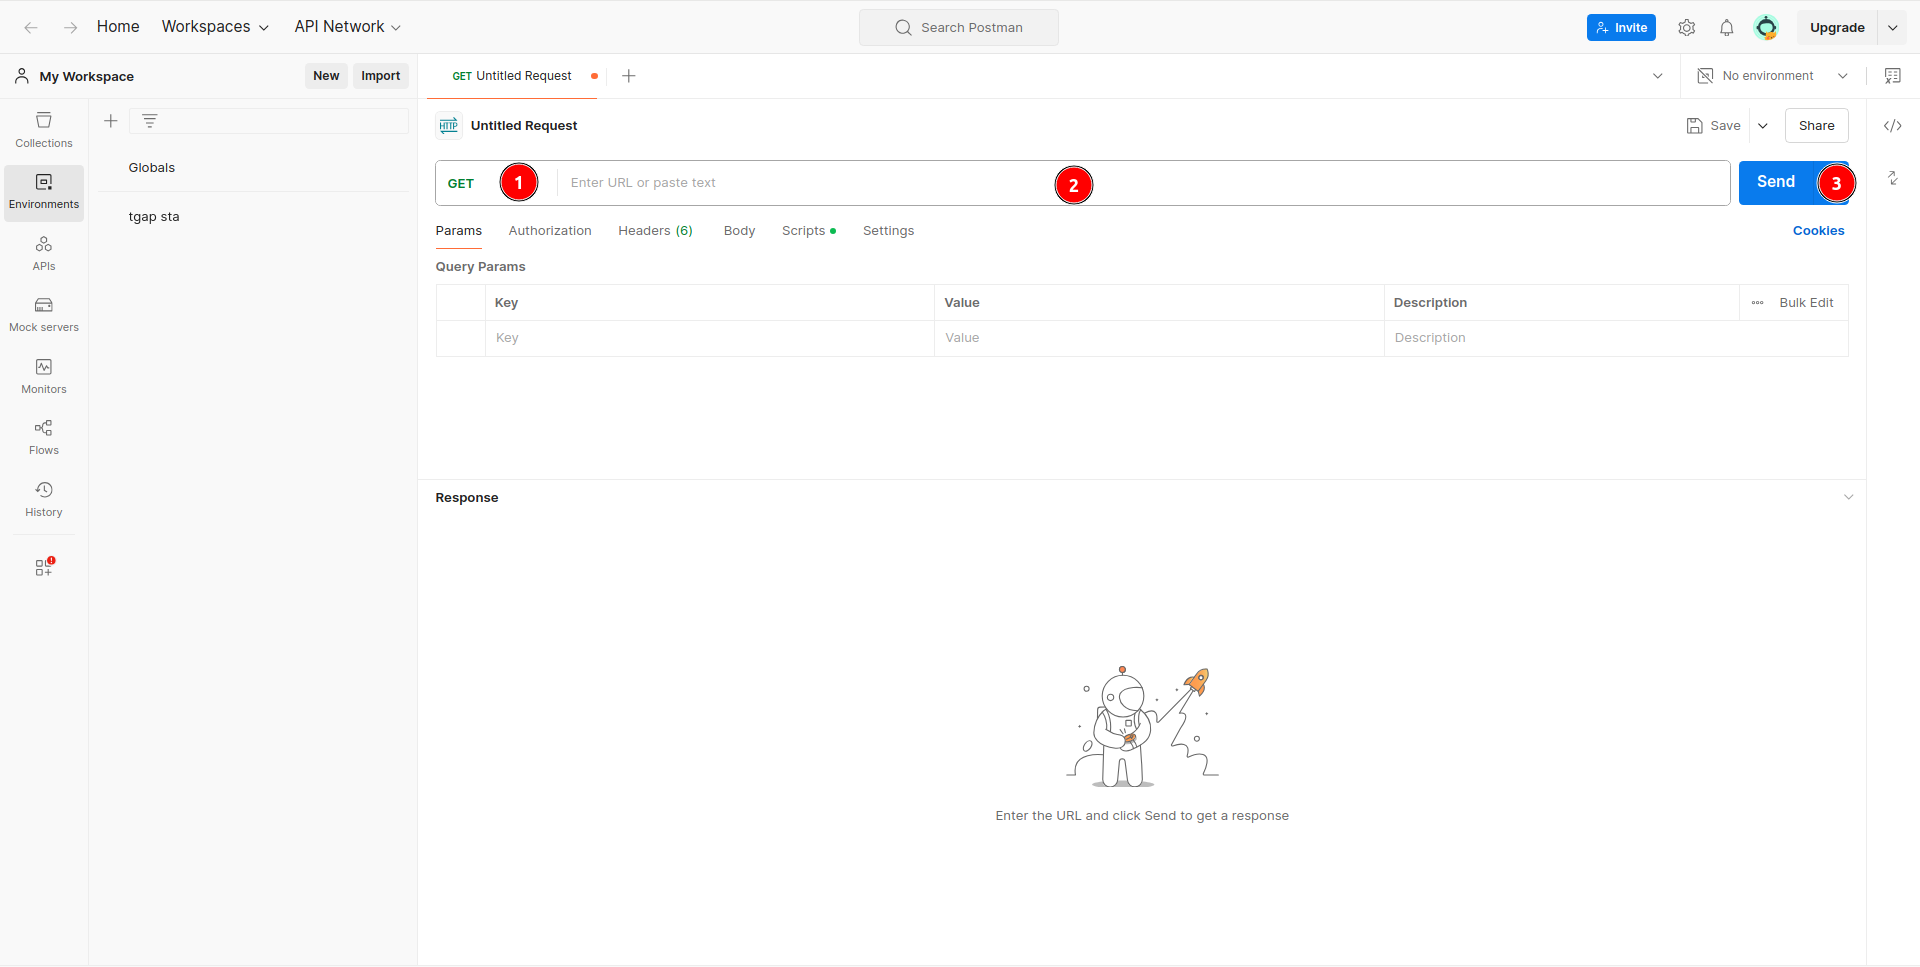 Home Workspaces API Network Search Postman Invite Upgrade
My Workspace New Import GET Untitled Request No environment
Collections
Environments
APIs
Mock servers
Monitors
Flows
History
Globals
tgap sta
HTTP Untitled Request Save Share
GET 1 Enter URL or paste text 2 Send 3
Params Authorization Headers (6) Body Scripts Settings Cookies
Query Params
Key Value Description Bulk Edit
Key Value Description
Response
Enter the URL and click Send to get a response